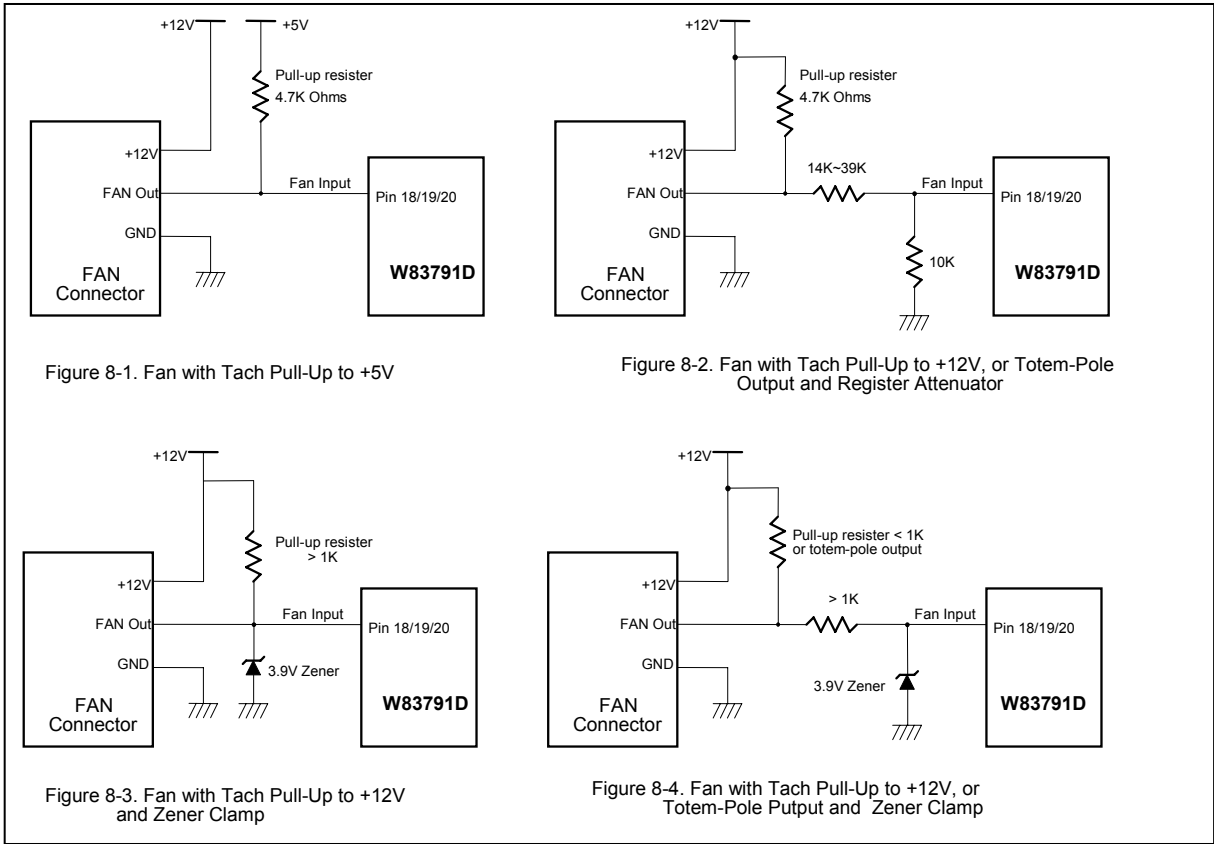 +12V
+5V
Pull-up resister
4.7K Ohms
+12V
FAN Out
Fan Input
Pin 18/19/20
GND
FAN
Connector
W83791D
Figure 8-1. Fan with Tach Pull-Up to +5V
+12V
Pull-up resister
4.7K Ohms
+12V
14K~39K
FAN Out
Fan Input
Pin 18/19/20
GND
10K
FAN
Connector
W83791D
Figure 8-2. Fan with Tach Pull-Up to +12V, or Totem-Pole
Output and Register Attenuator
+12V
Pull-up resister
> 1K
+12V
FAN Out
Fan Input
Pin 18/19/20
GND
3.9V Zener
FAN
Connector
W83791D
Figure 8-3. Fan with Tach Pull-Up to +12V
and Zener Clamp
+12V
Pull-up resister < 1K
or totem-pole output
+12V
> 1K
FAN Out
Fan Input
Pin 18/19/20
GND
3.9V Zener
FAN
Connector
W83791D
Figure 8-4. Fan with Tach Pull-Up to +12V, or
Totem-Pole Putput and Zener Clamp